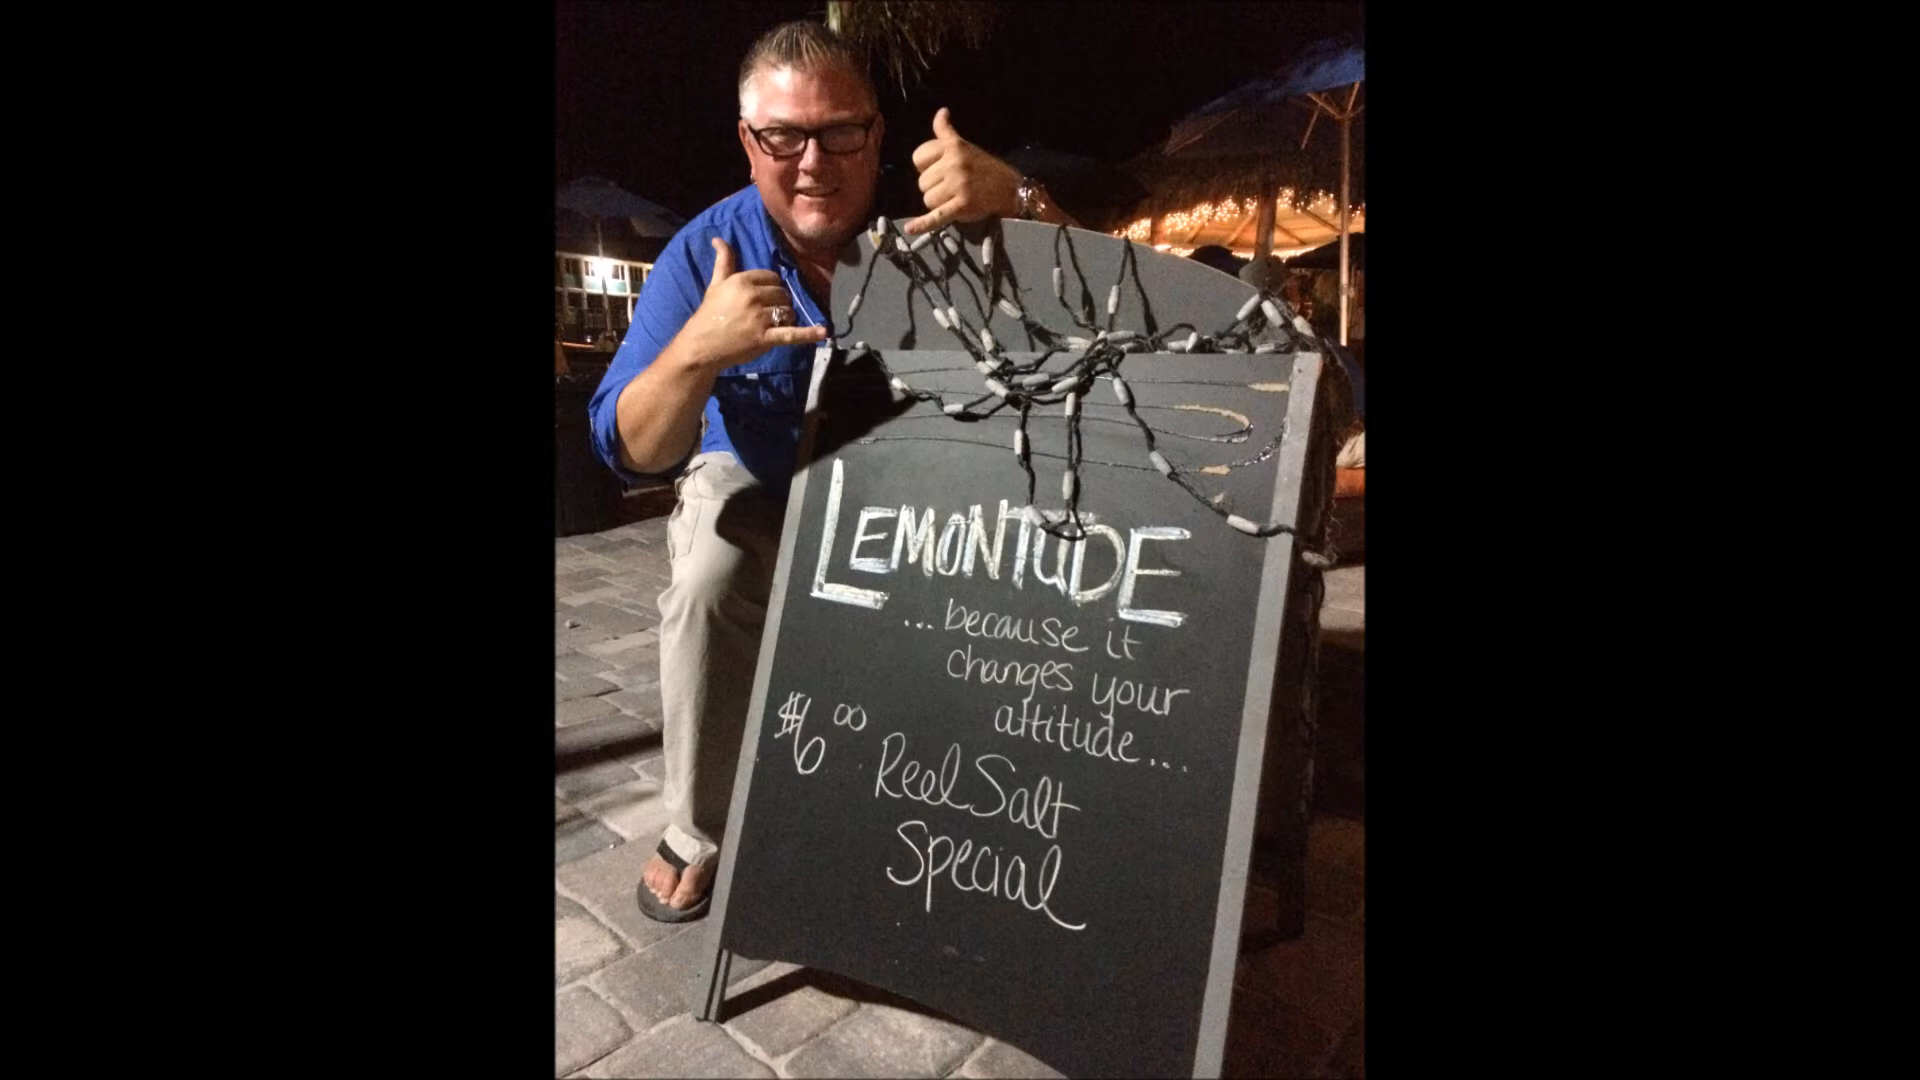 LEMONTUDE
...because it
changes your
attitude...
$6.00 Reel Salt
Special